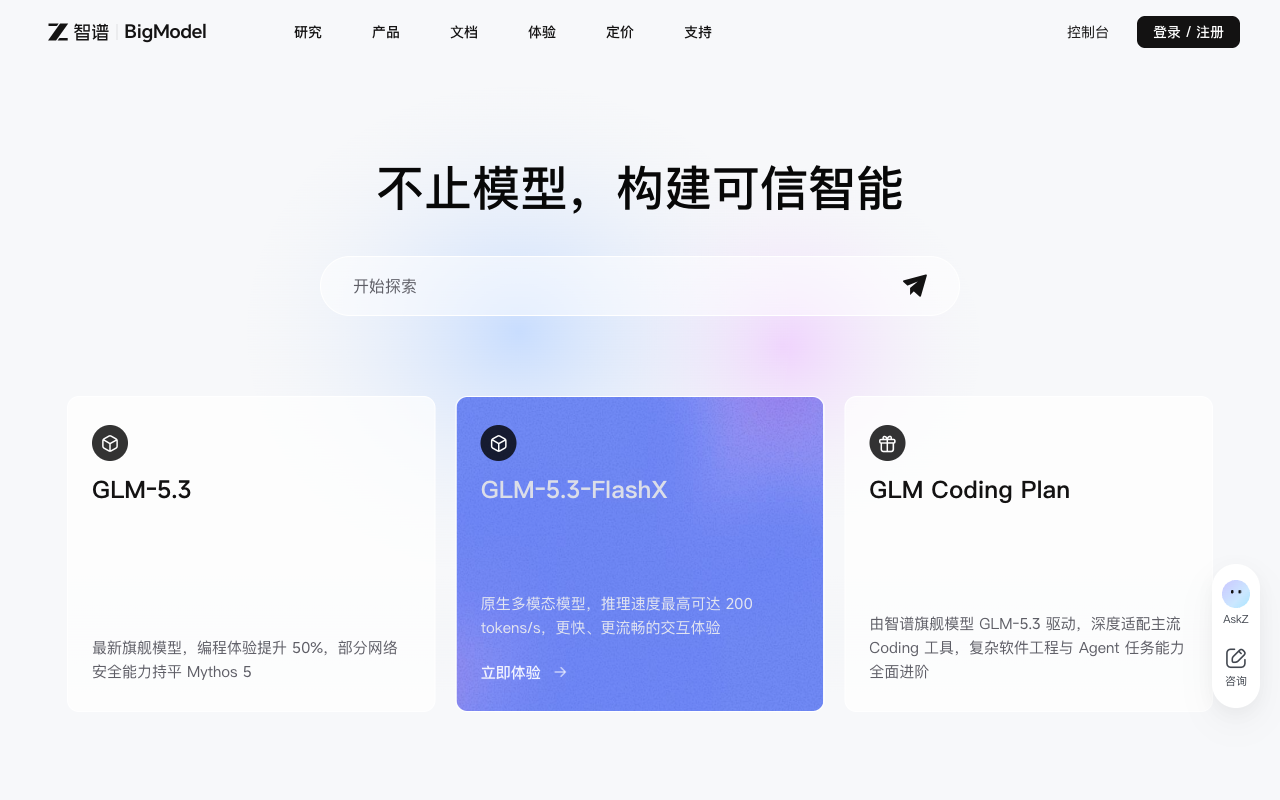 智谱 | BigModel
研究 产品 文档 体验 定价 支持 控制台 登录 / 注册
不止模型，构建可信智能
开始探索
GLM-5.3
最新旗舰模型，编程体验提升 50%，部分网络
安全能力持平 Mythos 5
GLM-5.3-FlashX
原生多模态模型，推理速度最高可达 200
tokens/s，更快、更流畅的交互体验
立即体验 →
GLM Coding Plan
由智谱旗舰模型 GLM-5.3 驱动，深度适配主流
Coding 工具，复杂软件工程与 Agent 任务能力
全面进阶
AskZ
咨询